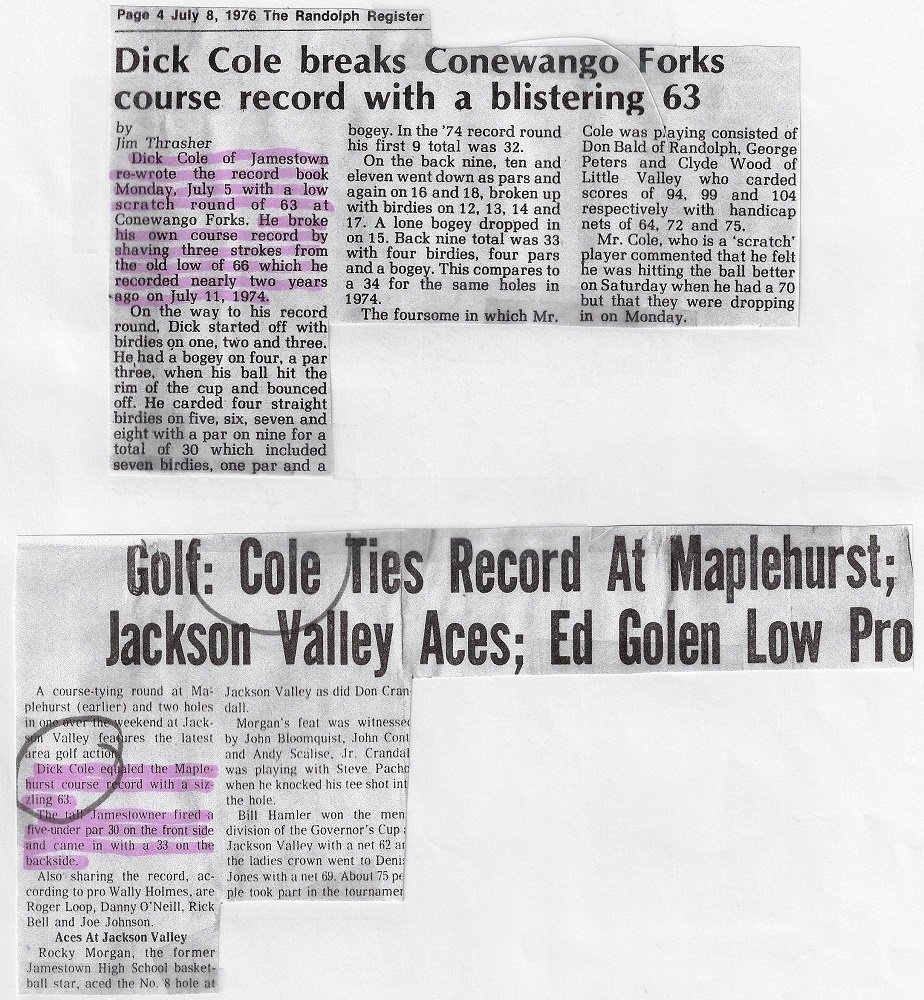 Page 4 July 8, 1976 The Randolph Register
Dick Cole breaks Conewango Forks
course record with a blistering 63
by
Jim Thrasher
Dick Cole of Jamestown
re-wrote the record book
Monday, July 5 with a low
scratch round of 63 at
Conewango Forks. He broke
his own course record by
shaving three strokes from
the old low of 66 which he
recorded nearly two years
ago on July 11, 1974.
On the way to his record
round, Dick started off with
birdies on one, two and three.
He had a bogey on four, a par
three, when his ball hit the
rim of the cup and bounced
off. He carded four straight
birdies on five, six, seven and
eight with a par on nine for a
total of 30 which included
seven birdies, one par and a
bogey. In the '74 record round
his first 9 total was 32.
On the back nine, ten and
eleven went down as pars and
again on 16 and 18, broken up
with birdies on 12, 13, 14 and
17. A lone bogey dropped in
on 15. Back nine total was 33
with four birdies, four pars
and a bogey. This compares to
a 34 for the same holes in
1974.
The foursome in which Mr.
Cole was playing consisted of
Don Bald of Randolph, George
Peters and Clyde Wood of
Little Valley who carded
scores of 94, 99 and 104
respectively with handicap
nets of 64, 72 and 75.
Mr. Cole, who is a 'scratch'
player commented that he felt
he was hitting the ball better
on Saturday when he had a 70
but that they were dropping
in on Monday.
Golf: Cole Ties Record At Maplehurst;
Jackson Valley Aces; Ed Golen Low Pro
A course-tying round at Ma-
plehurst (earlier) and two holes
in one over the weekend at Jack-
son Valley features the latest
area golf action.
Dick Cole equaled the Maple-
hurst course record with a siz-
zling 63.
The tall Jamestowner fired a
five-under par 30 on the front side
and came in with a 33 on the
backside.
Also sharing the record, ac-
cording to pro Wally Holmes, are
Roger Loop, Danny O'Neill, Rick
Bell and Joe Johnson.
Aces At Jackson Valley
Rocky Morgan, the former
Jamestown High School basket-
ball star, aced the No. 8 hole at
Jackson Valley as did Don Cran-
dall.
Morgan's feat was witnessed
by John Bloomquist, John Cont
and Andy Scalise, Jr. Crandal
was playing with Steve Pacho
when he knocked his tee shot int
the hole.
Bill Hamler won the men
division of the Governor's Cup a
Jackson Valley with a net 62 an
the ladies crown went to Denis
Jones with a net 69. About 75 pe
ple took part in the tournamen